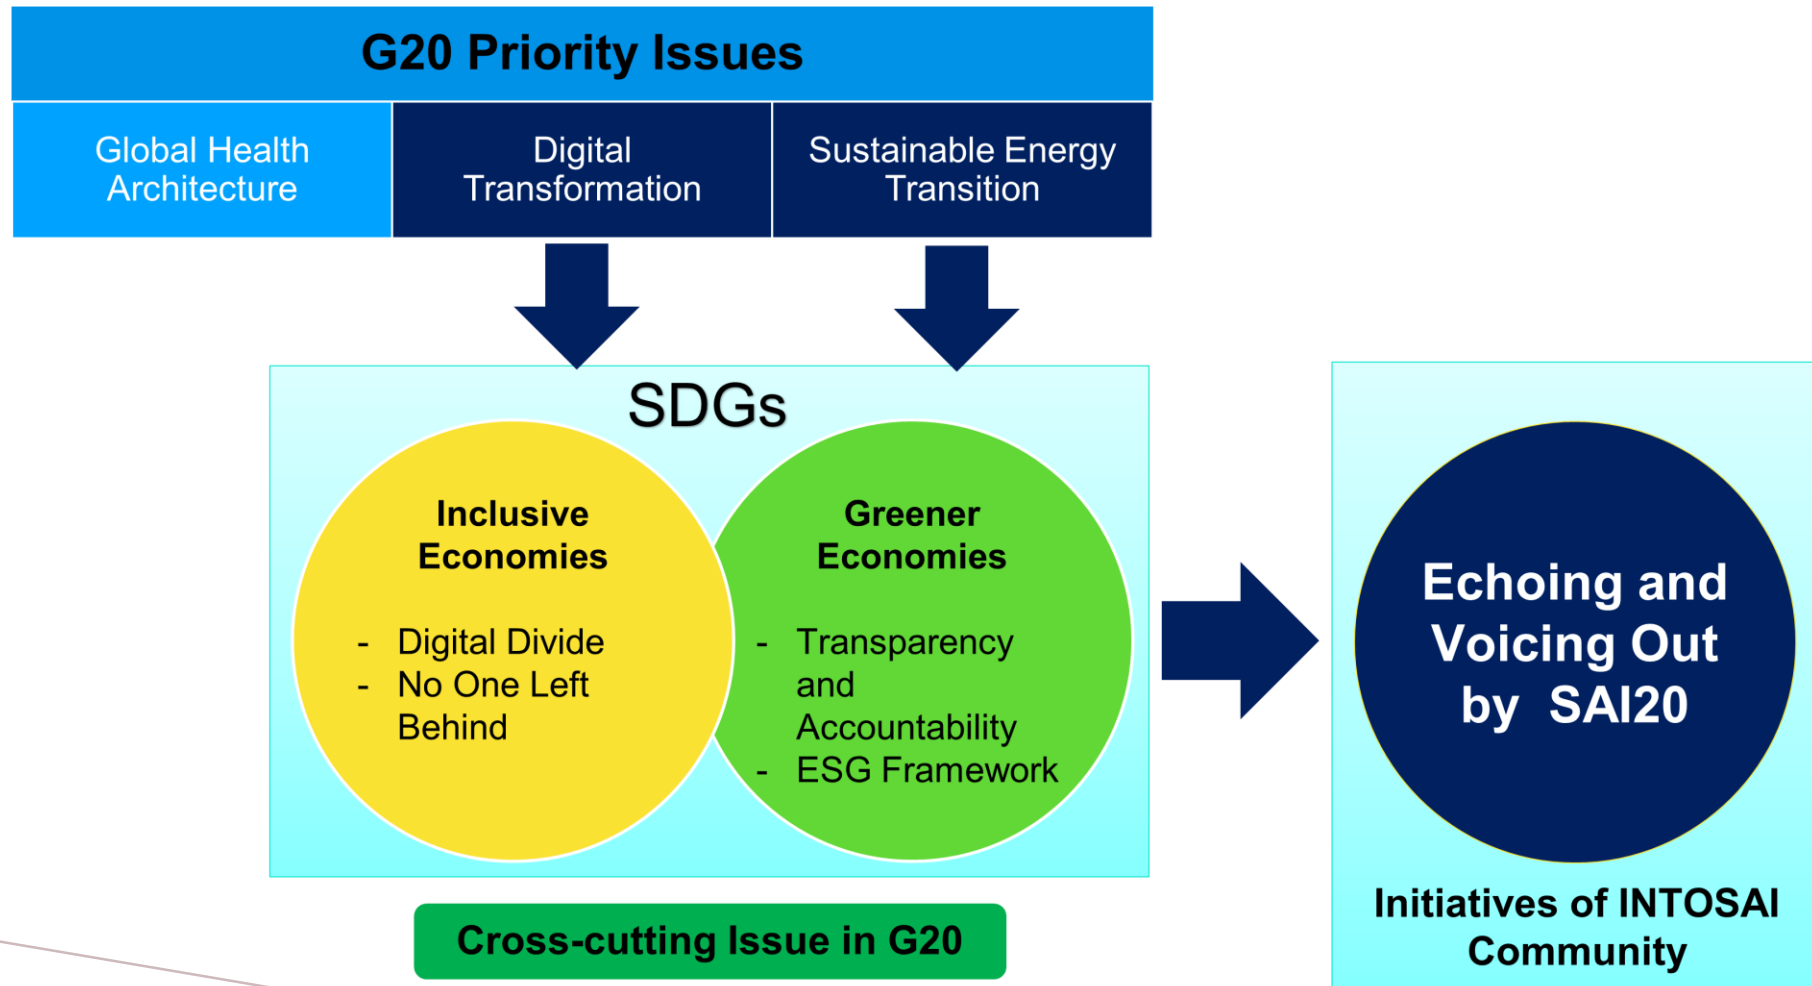 G20 Priority Issues
Global Health
Architecture
Digital
Transformation
Sustainable Energy
Transition
SDGs
Inclusive
Economies
- Digital Divide
- No One Left
Behind
Greener
Economies
- Transparency
and
Accountability
- ESG Framework
Cross-cutting Issue in G20
Echoing and
Voicing Out
by SAI20
Initiatives of INTOSAI
Community